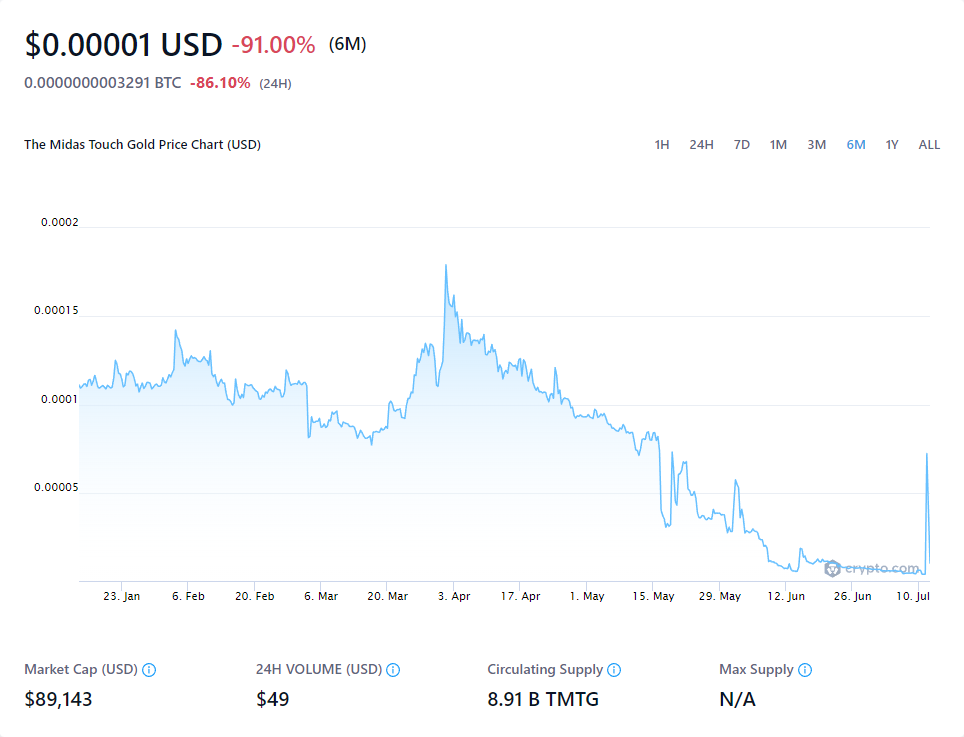 $0.00001 USD -91.00% (6M)
0.0000000003291 BTC -86.10% (24H)
The Midas Touch Gold Price Chart (USD)
1H 24H 7D 1M 3M 6M 1Y ALL
0.0002
0.00015
0.0001
0.00005
crypto.com
23. Jan 6. Feb 20. Feb 6. Mar 20. Mar 3. Apr 17. Apr 1. May 15. May 29. May 12. Jun 26. Jun 10. Jul
Market Cap (USD) 24H VOLUME (USD) Circulating Supply Max Supply
$89,143 $49 8.91 B TMTG N/A